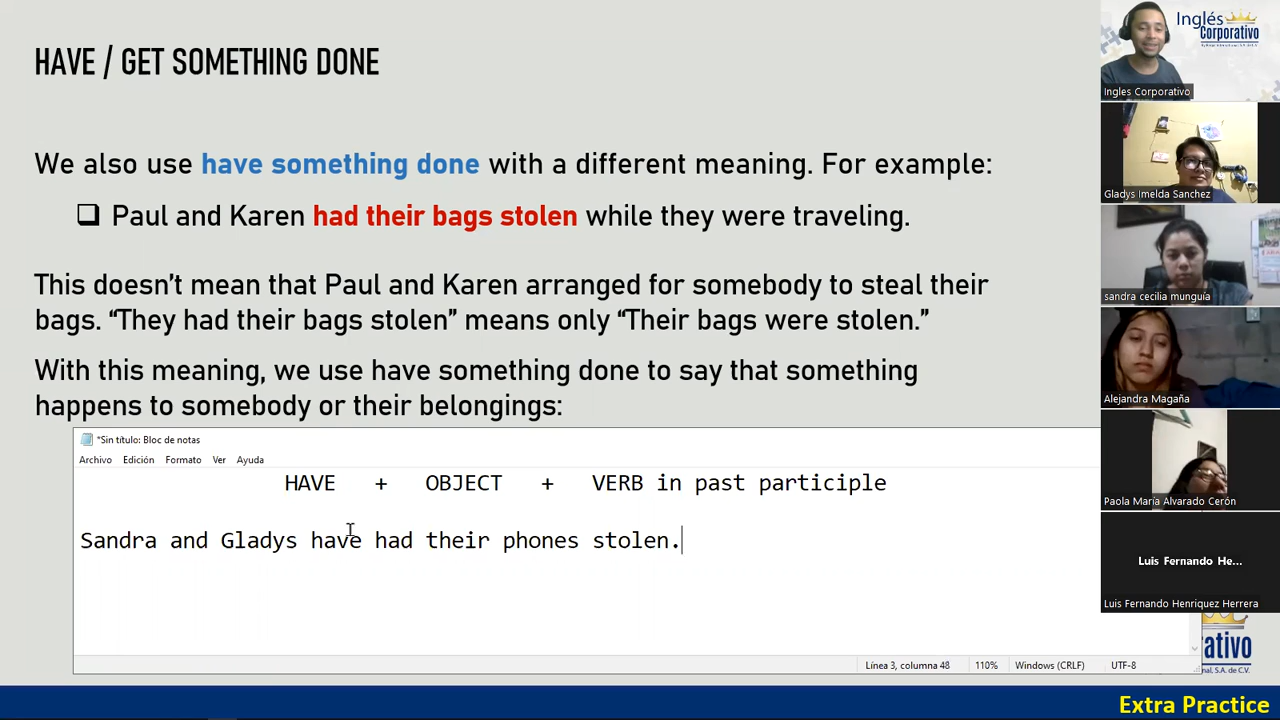 HAVE / GET SOMETHING DONE
We also use have something done with a different meaning. For example:
Paul and Karen had their bags stolen while they were traveling.
This doesn’t mean that Paul and Karen arranged for somebody to steal their
bags. “They had their bags stolen” means only “Their bags were stolen.”
With this meaning, we use have something done to say that something
happens to somebody or their belongings:
*Sin título: Bloc de notas
Archivo Edición Formato Ver Ayuda
HAVE + OBJECT + VERB in past participle
Sandra and Gladys have had their phones stolen.
Línea 3, columna 48 110% Windows (CRLF) UTF-8
Inglés
Corporativo
Ingles Corporativo
Gladys Imelda Sanchez
sandra cecilia munguía
Alejandra Magaña
Paola María Alvarado Cerón
Luis Fernando He...
Luis Fernando Henriquez Herrera
Extra Practice